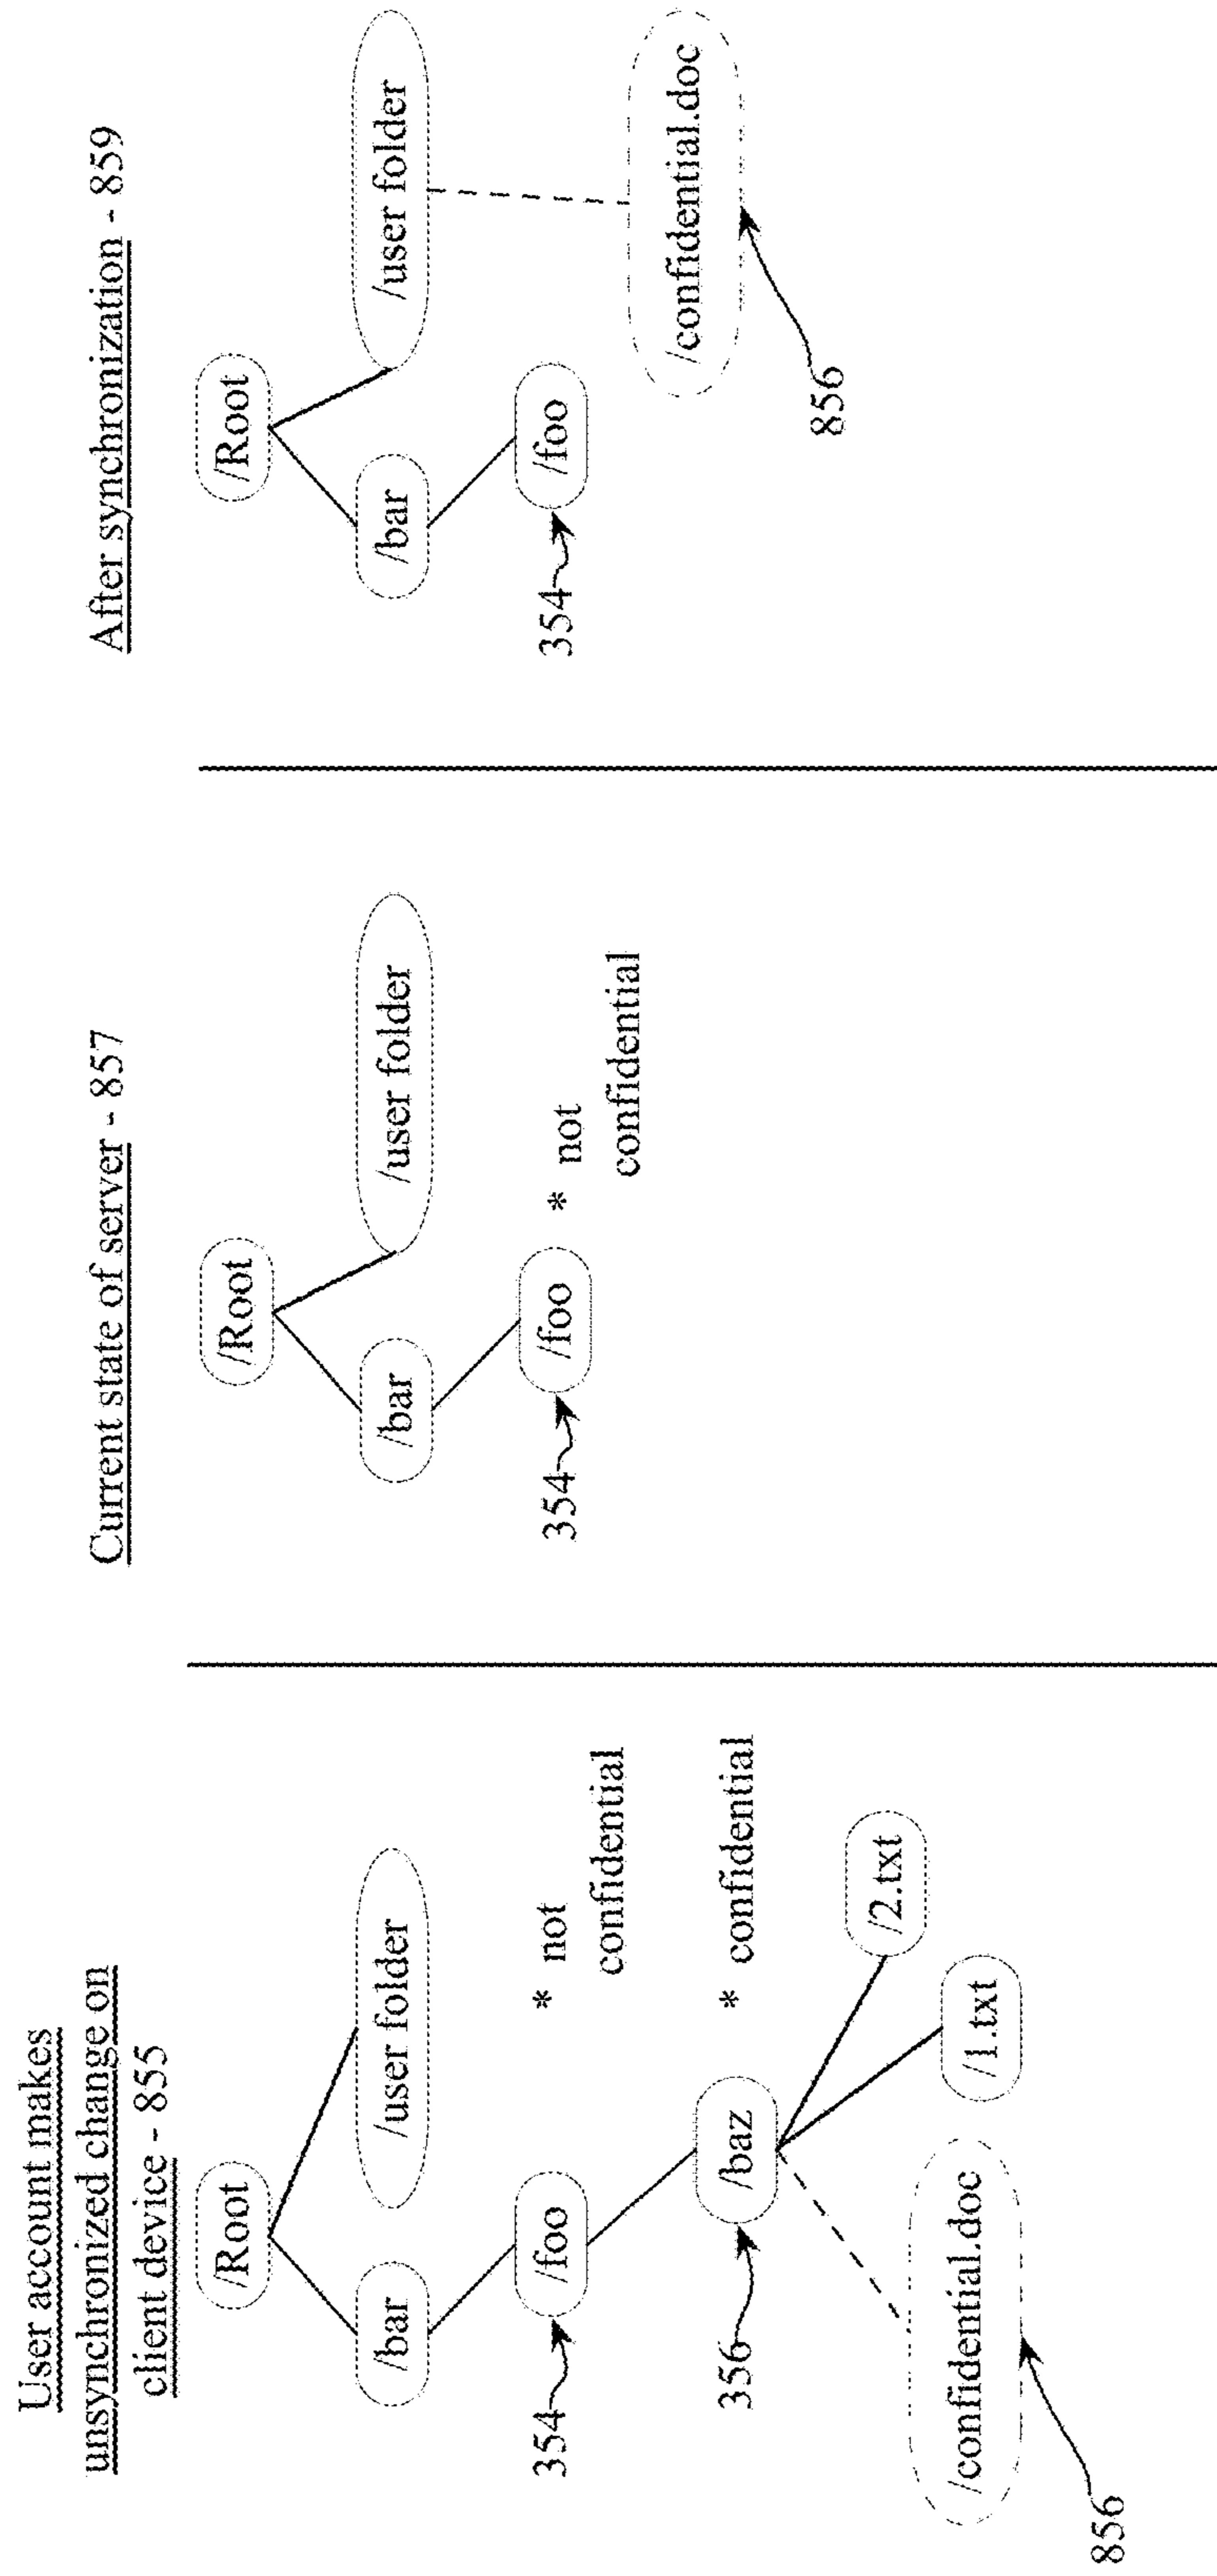 User account makes
unsynchronized change on
client device - 855
/Root
/bar
/user folder
354
/foo
* not
confidential
356
/baz
* confidential
/2.txt
/confidential.doc
/1.txt
856
Current state of server - 857
/Root
/bar
/user folder
354
/foo
* not
confidential
After synchronization - 859
/Root
/bar
/user folder
354
/foo
/confidential.doc
856